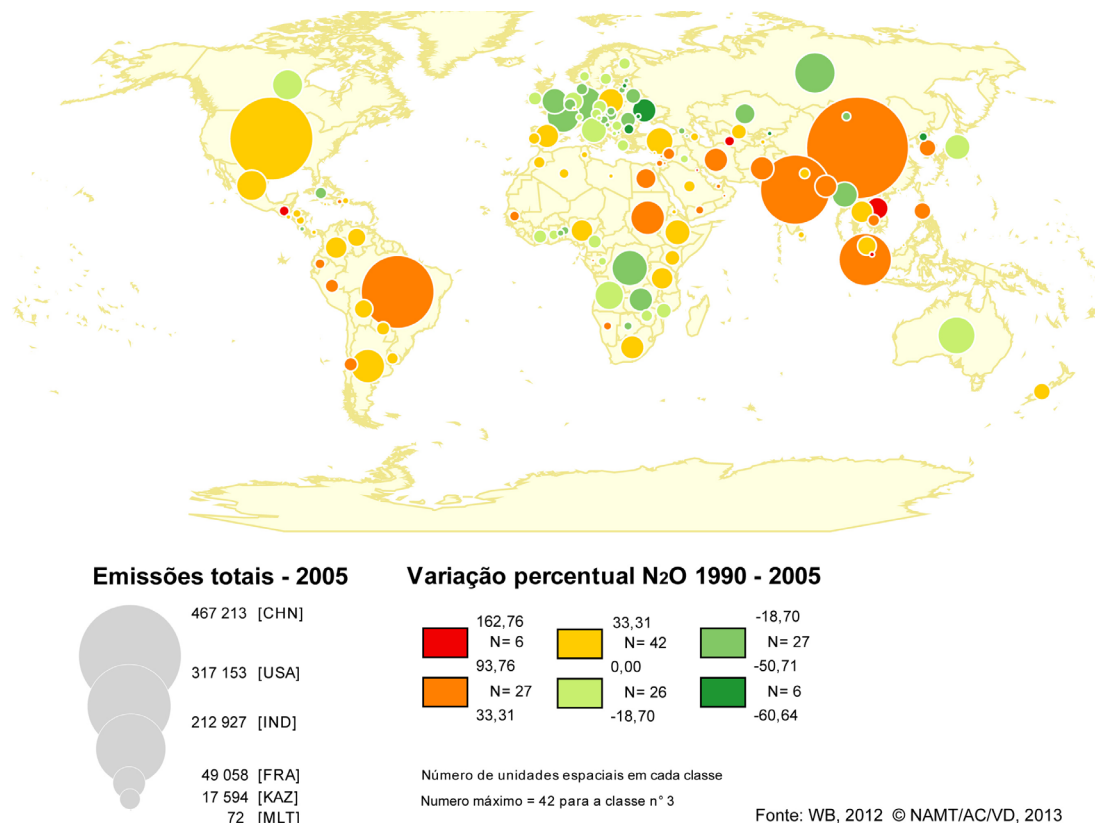 Emissões totais - 2005
467 213 [CHN]
317 153 [USA]
212 927 [IND]
49 058 [FRA]
17 594 [KAZ]
72 [MLT]
Variação percentual N2O 1990 - 2005
162,76
N= 6
93,76
N= 27
33,31
33,31
N= 42
0,00
N= 26
-18,70
-18,70
N= 27
-50,71
N= 6
-60,64
Número de unidades espaciais em cada classe
Numero máximo = 42 para a classe n° 3
Fonte: WB, 2012 © NAMT/AC/VD, 2013